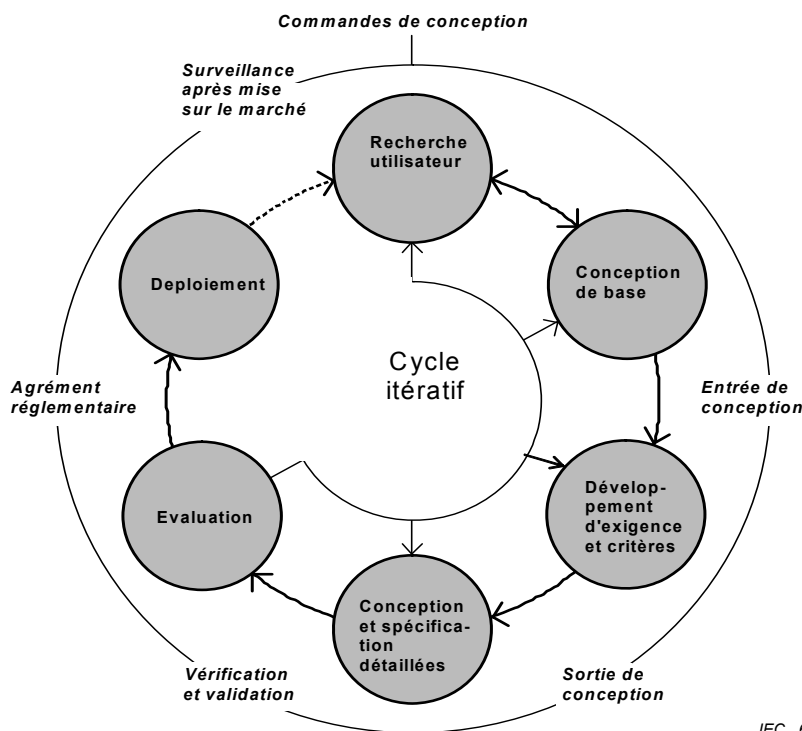 Commandes de conception
Surveillance
après mise
sur le marché
Recherche
utilisateur
Deploiement
Conception
de base
Cycle
itératif
Agrément
réglementaire
Entrée de
conception
Evaluation
Dévelop-
pement
d'exigence
et critères
Conception
et spécifica-
tion
détaillées
Vérification
et validation
Sortie de
conception
IEC